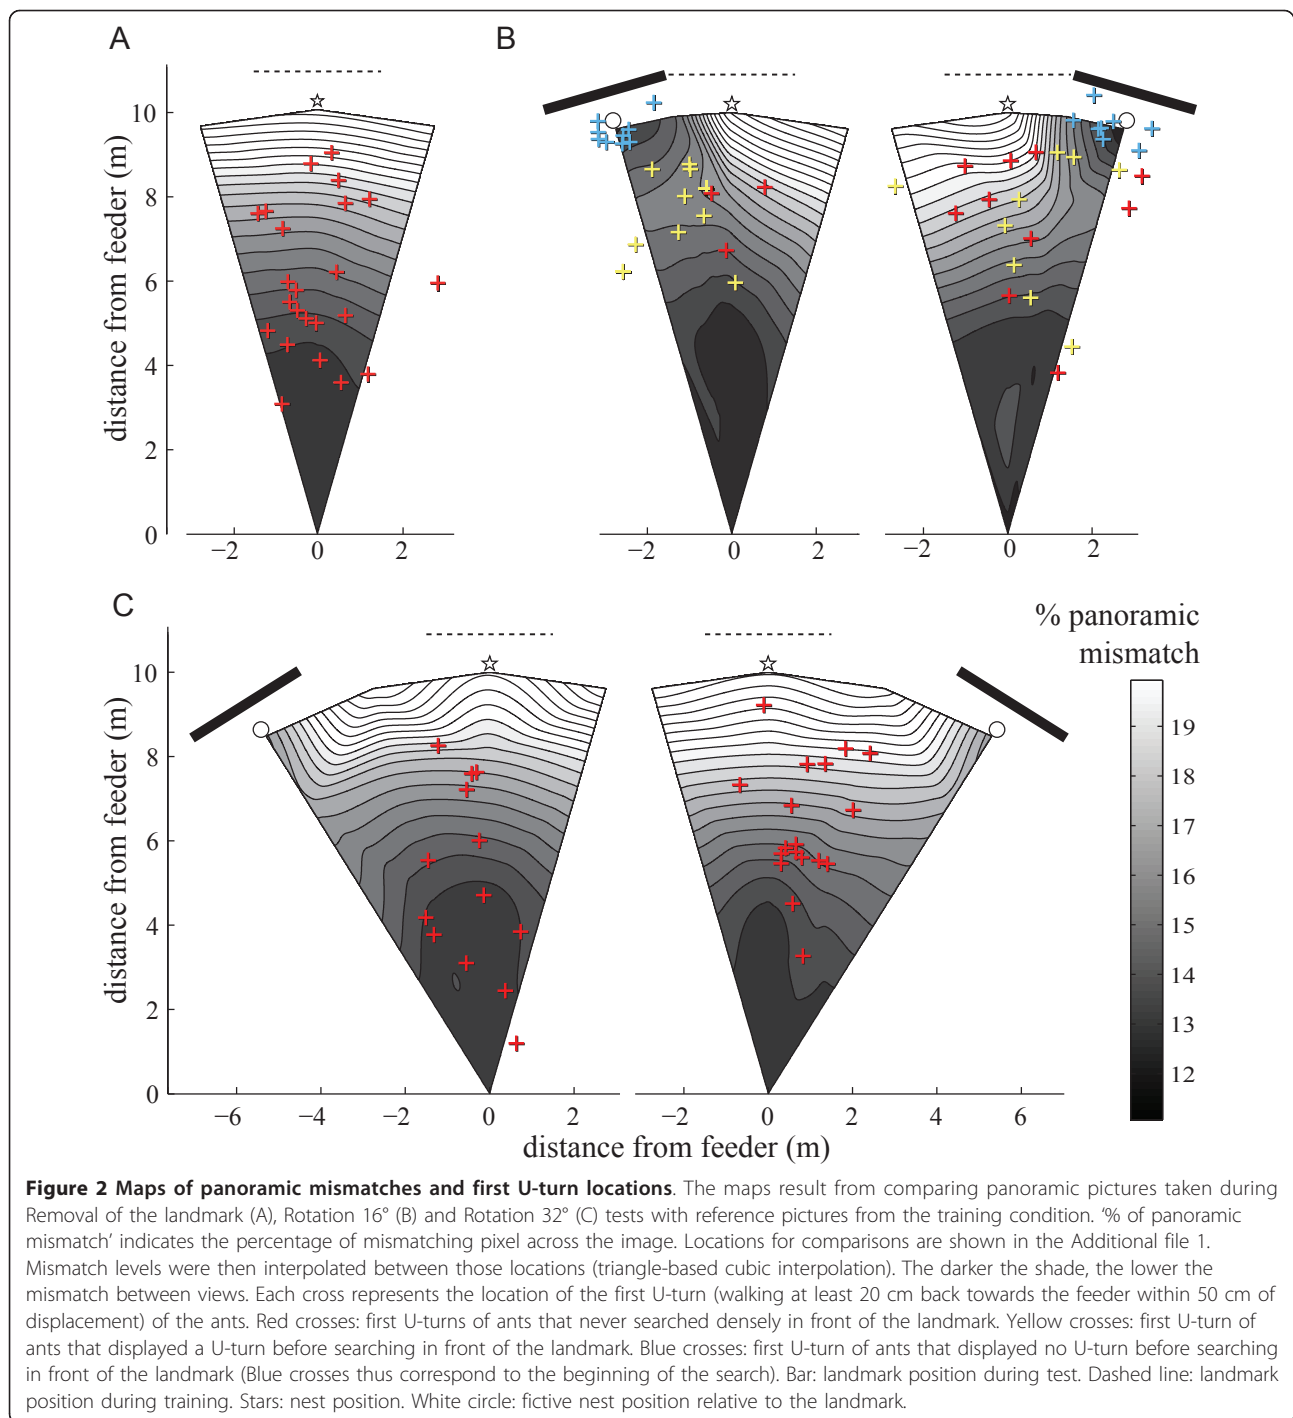 A
B
10
8
6
4
2
0
distance from feeder (m)
−2
0
2
−2
0
2
−2
0
2
C
% panoramic
mismatch
10
8
6
4
2
0
distance from feeder (m)
19
18
17
16
15
14
13
12
−6
−4
−2
0
2
−2
0
2
4
6
distance from feeder (m)
Figure 2 Maps of panoramic mismatches and first U-turn locations. The maps result from comparing panoramic pictures taken during
Removal of the landmark (A), Rotation 16° (B) and Rotation 32° (C) tests with reference pictures from the training condition. ‘% of panoramic
mismatch’ indicates the percentage of mismatching pixel across the image. Locations for comparisons are shown in the Additional file 1.
Mismatch levels were then interpolated between those locations (triangle-based cubic interpolation). The darker the shade, the lower the
mismatch between views. Each cross represents the location of the first U-turn (walking at least 20 cm back towards the feeder within 50 cm of
displacement) of the ants. Red crosses: first U-turns of ants that never searched densely in front of the landmark. Yellow crosses: first U-turn of
ants that displayed a U-turn before searching in front of the landmark. Blue crosses: first U-turn of ants that displayed no U-turn before searching
in front of the landmark (Blue crosses thus correspond to the beginning of the search). Bar: landmark position during test. Dashed line: landmark
position during training. Stars: nest position. White circle: fictive nest position relative to the landmark.